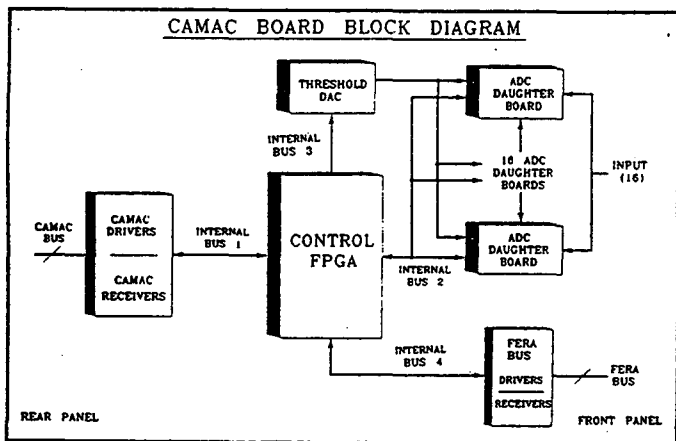 CAMAC BOARD BLOCK DIAGRAM
THRESHOLD
DAC
ADC
DAUGHTER
BOARD
INTERNAL
BUS 3
16 ADC
DAUGHTER
BOARDS
INPUT
(16)
CAMAC
BUS
CAMAC
DRIVERS
CAMAC
RECEIVERS
INTERNAL
BUS 1
CONTROL
FPGA
INTERNAL
BUS 2
ADC
DAUGHTER
BOARD
INTERNAL
BUS 4
FERA
BUS
DRIVERS
RECEIVERS
FERA
BUS
REAR PANEL
FRONT PANEL